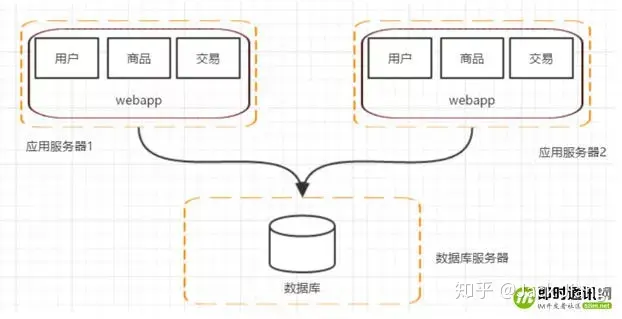 用户 商品 交易
webapp
应用服务器1
用户 商品 交易
webapp
应用服务器2
数据库
数据库服务器
知乎
即时通讯网
IM开发者社区
52im.net